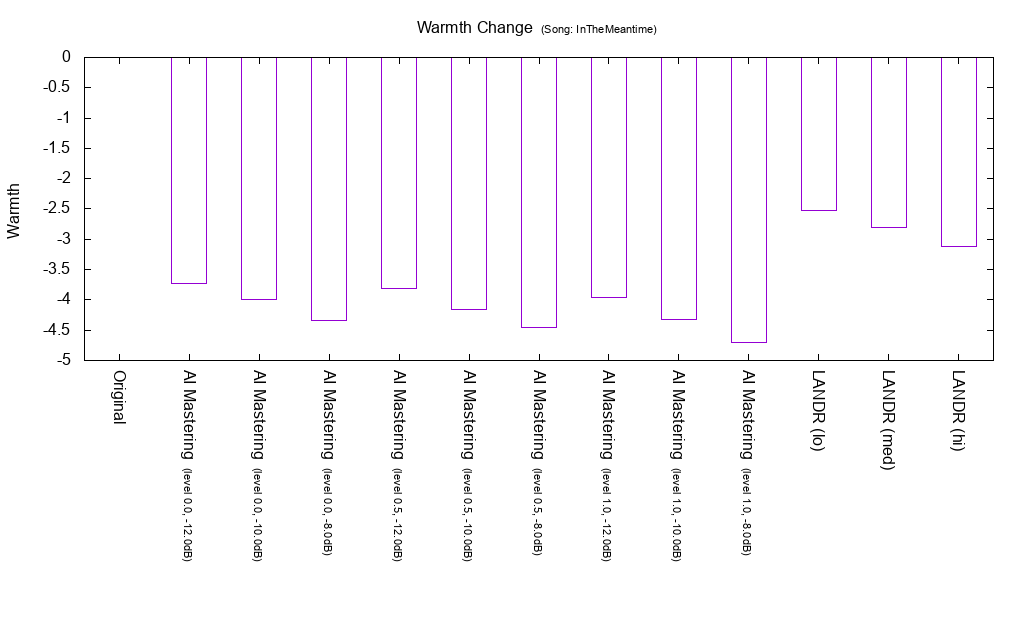 Warmth Change (Song: InTheMeantime)
Warmth
0
-0.5
-1
-1.5
-2
-2.5
-3
-3.5
-4
-4.5
-5
Original
AI Mastering (level 0.0, -12.0dB)
AI Mastering (level 0.0, -10.0dB)
AI Mastering (level 0.0, -8.0dB)
AI Mastering (level 0.5, -12.0dB)
AI Mastering (level 0.5, -10.0dB)
AI Mastering (level 0.5, -8.0dB)
AI Mastering (level 1.0, -12.0dB)
AI Mastering (level 1.0, -10.0dB)
AI Mastering (level 1.0, -8.0dB)
LANDR (lo)
LANDR (med)
LANDR (hi)